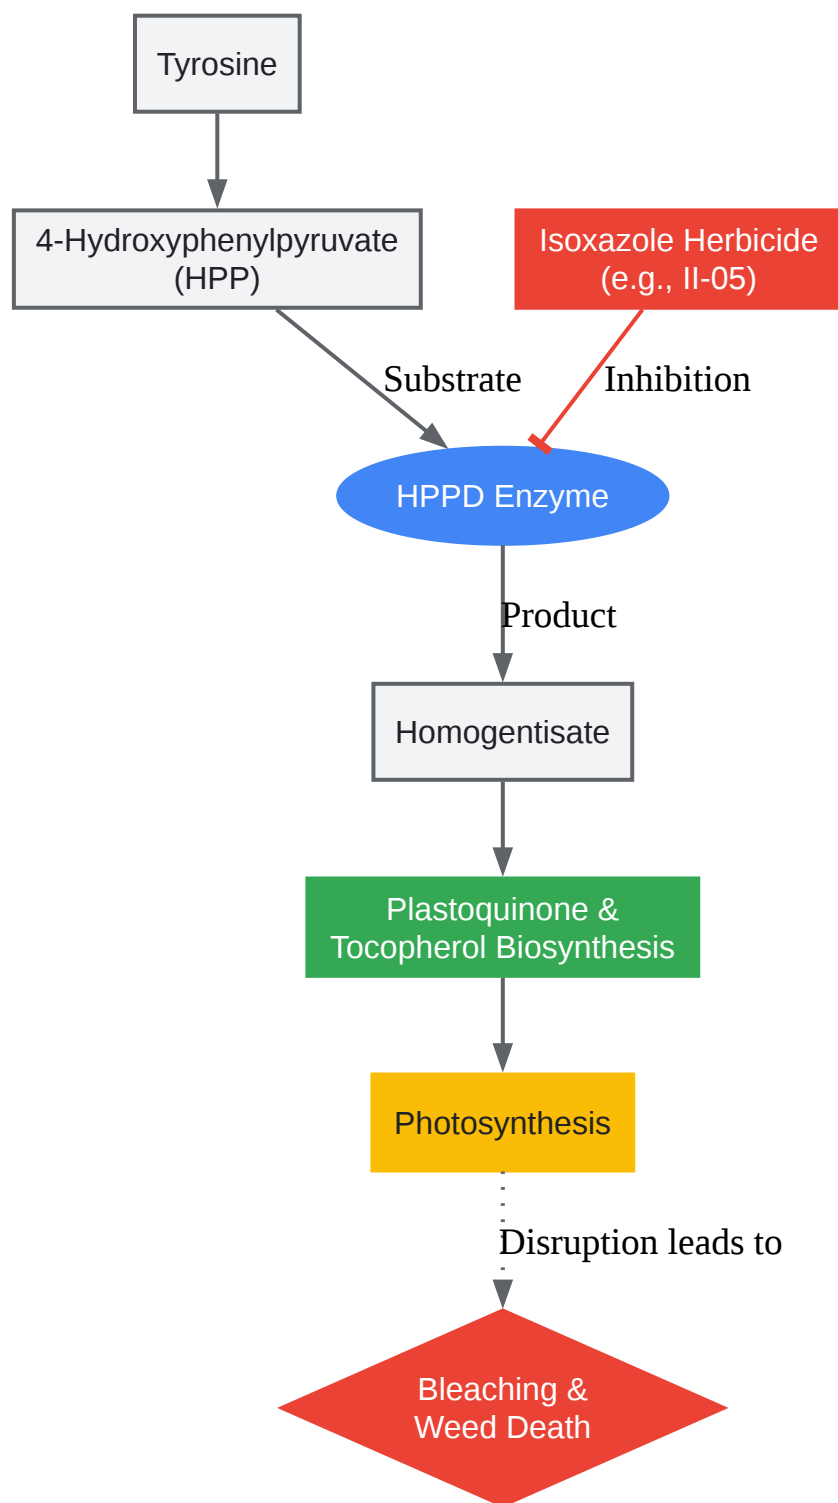 Tyrosine
4-Hydroxyphenylpyruvate
(HPP)
Isoxazole Herbicide
(e.g., II-05)
Substrate
Inhibition
HPPD Enzyme
Product
Homogentisate
Plastoquinone &
Tocopherol Biosynthesis
Photosynthesis
Disruption leads to
Bleaching &
Weed Death